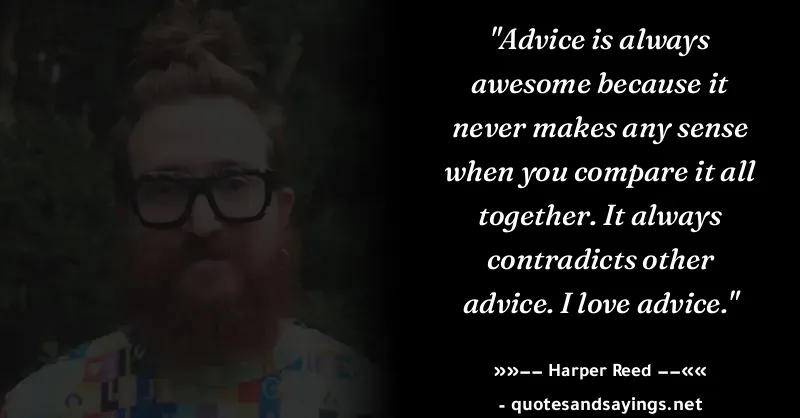 "Advice is always
awesome because it
never makes any sense
when you compare it all
together. It always
contradicts other
advice. I love advice."
»»−− Harper Reed −−««
- quotesandsayings.net